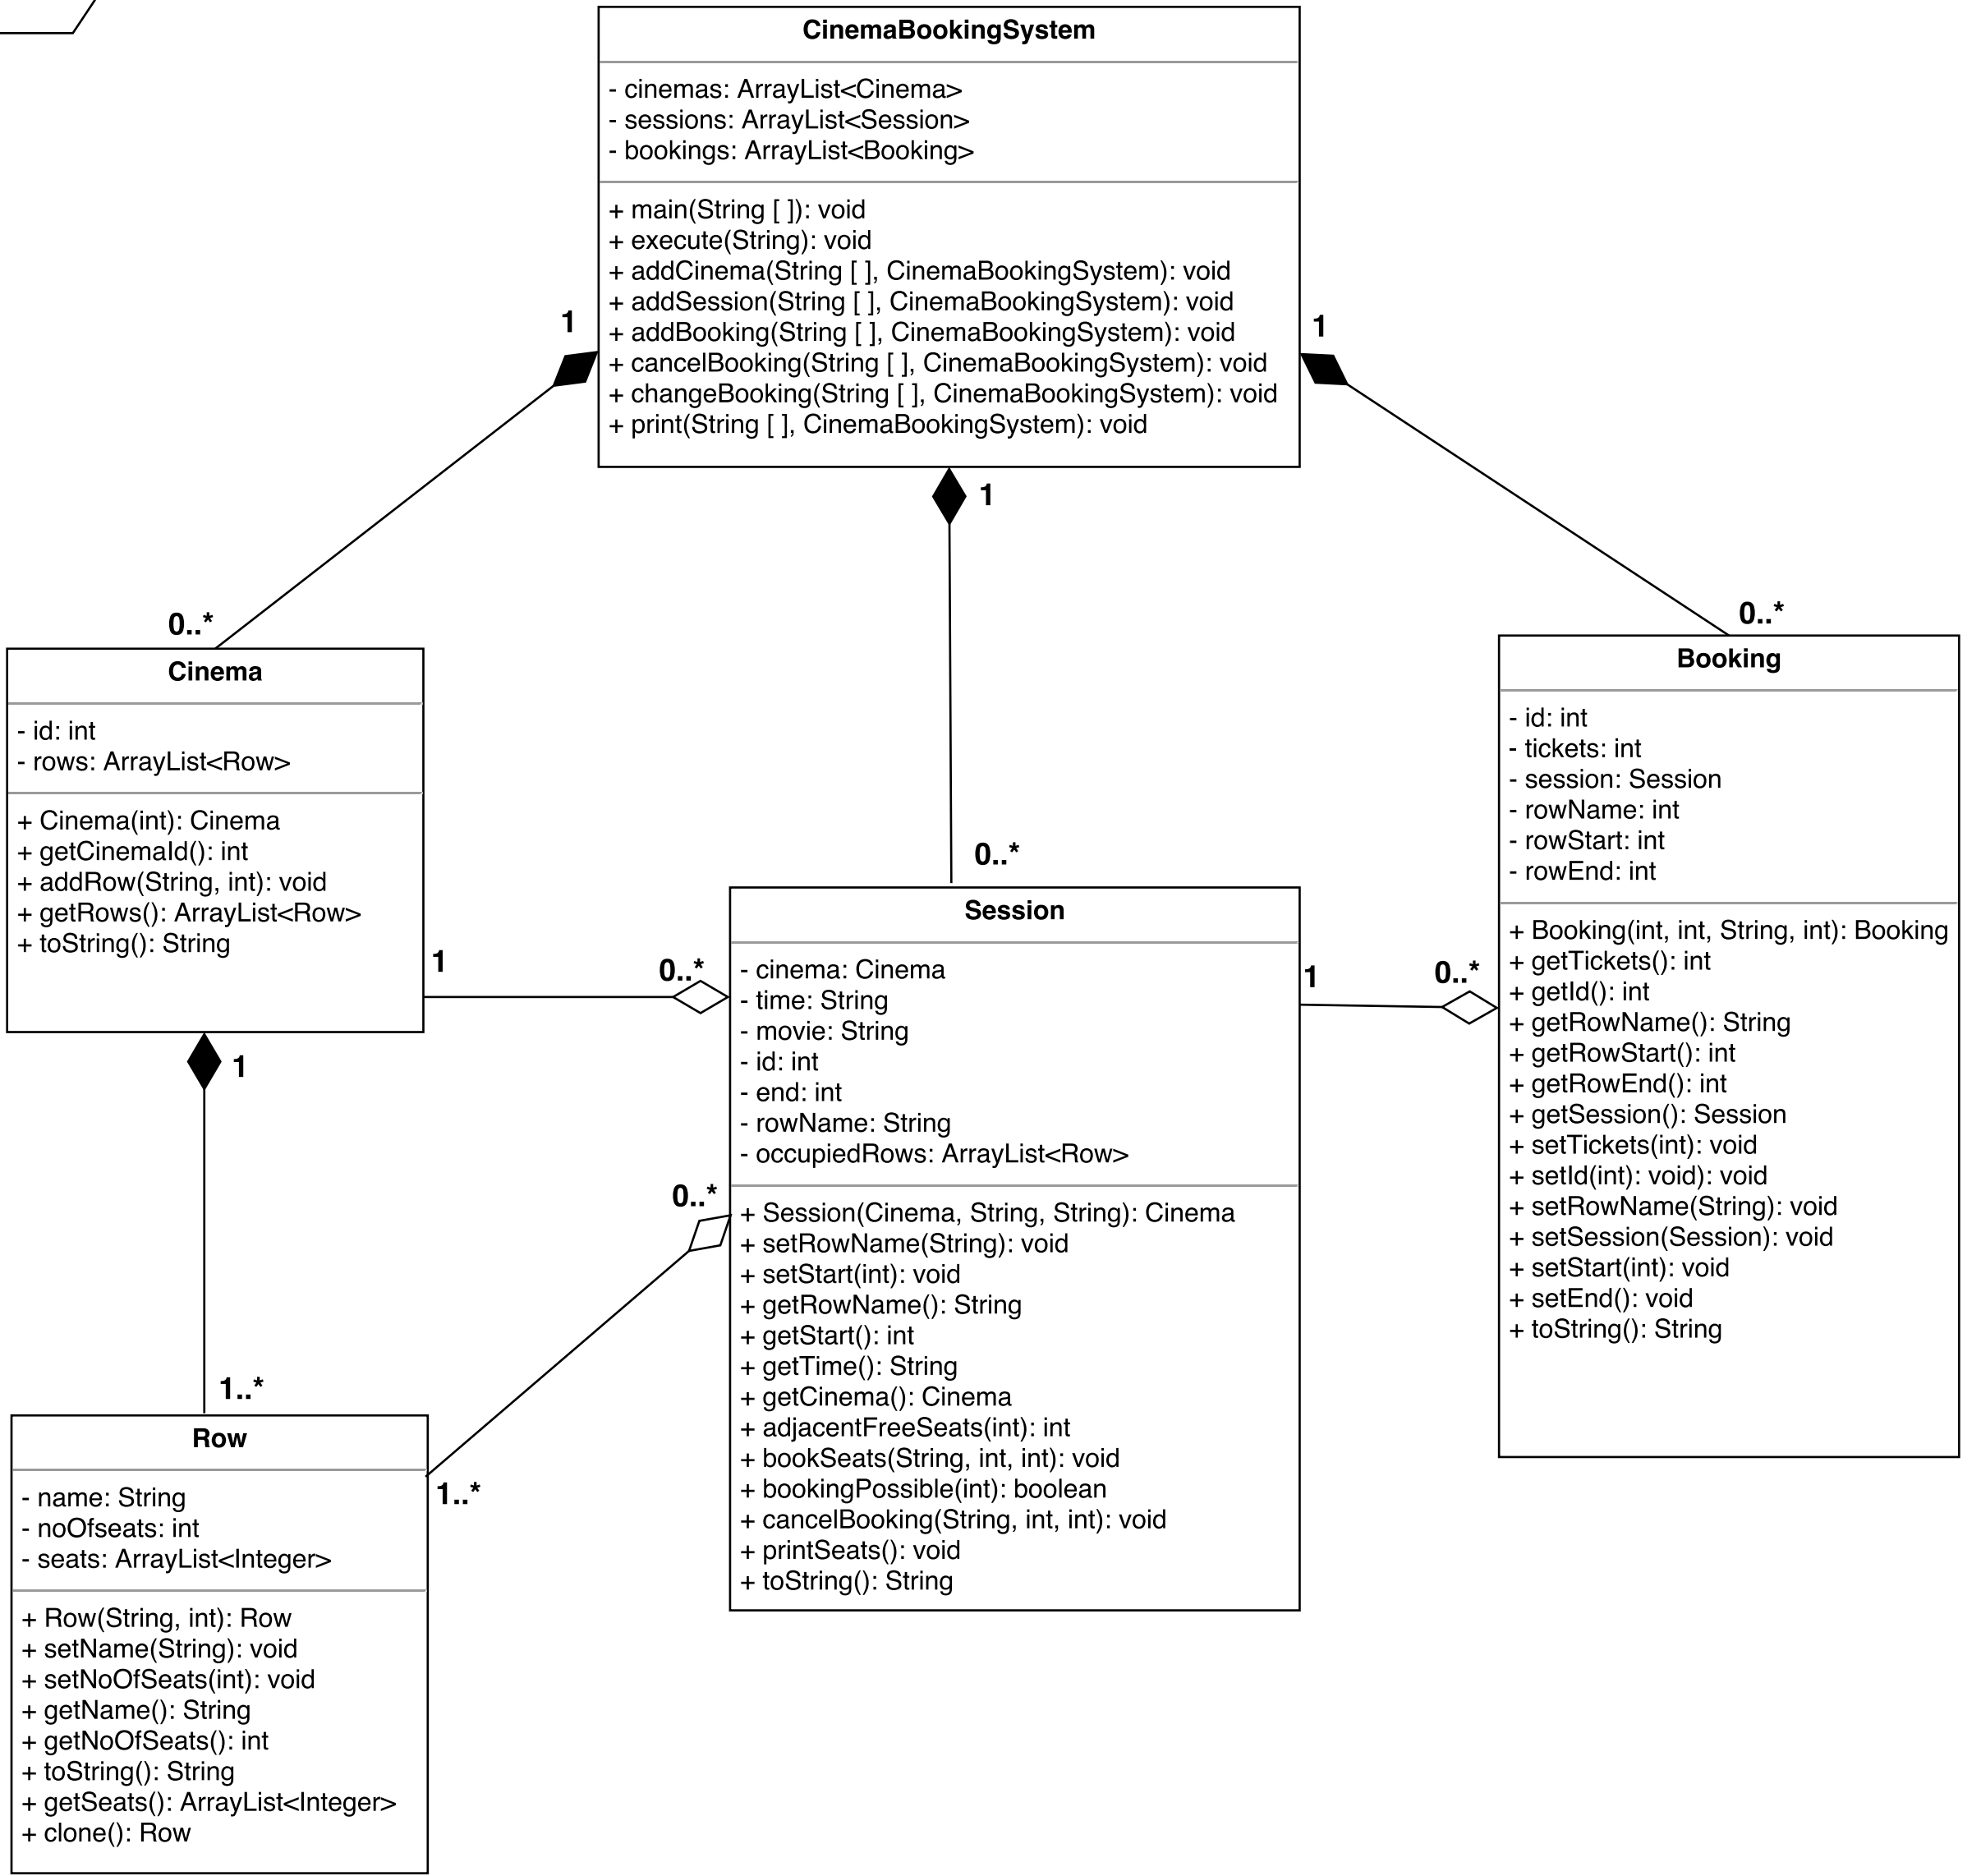 CinemaBookingSystem
- cinemas: ArrayList<Cinema>
- sessions: ArrayList<Session>
- bookings: ArrayList<Booking>
+ main(String [ ]): void
+ execute(String): void
+ addCinema(String [ ], CinemaBookingSystem): void
+ addSession(String [ ], CinemaBookingSystem): void
+ addBooking(String [ ], CinemaBookingSystem): void
+ cancelBooking(String [ ], CinemaBookingSystem): void
+ changeBooking(String [ ], CinemaBookingSystem): void
+ print(String [ ], CinemaBookingSystem): void
1
1
1
0..*
0..*
0..*
Cinema
- id: int
- rows: ArrayList<Row>
+ Cinema(int): Cinema
+ getCinemaId(): int
+ addRow(String, int): void
+ getRows(): ArrayList<Row>
+ toString(): String
1
0..*
1
1..*
Session
- cinema: Cinema
- time: String
- movie: String
- id: int
- end: int
- rowName: String
- occupiedRows: ArrayList<Row>
+ Session(Cinema, String, String): Cinema
+ setRowName(String): void
+ setStart(int): void
+ getRowName(): String
+ getStart(): int
+ getTime(): String
+ getCinema(): Cinema
+ adjacentFreeSeats(int): int
+ bookSeats(String, int, int): void
+ bookingPossible(int): boolean
+ cancelBooking(String, int, int): void
+ printSeats(): void
+ toString(): String
0..*
1..*
1
0..*
Booking
- id: int
- tickets: int
- session: Session
- rowName: int
- rowStart: int
- rowEnd: int
+ Booking(int, int, String, int): Booking
+ getTickets(): int
+ getId(): int
+ getRowName(): String
+ getRowStart(): int
+ getRowEnd(): int
+ getSession(): Session
+ setTickets(int): void
+ setId(int): void): void
+ setRowName(String): void
+ setSession(Session): void
+ setStart(int): void
+ setEnd(): void
+ toString(): String
Row
- name: String
- noOfseats: int
- seats: ArrayList<Integer>
+ Row(String, int): Row
+ setName(String): void
+ setNoOfSeats(int): void
+ getName(): String
+ getNoOfSeats(): int
+ toString(): String
+ getSeats(): ArrayList<Integer>
+ clone(): Row